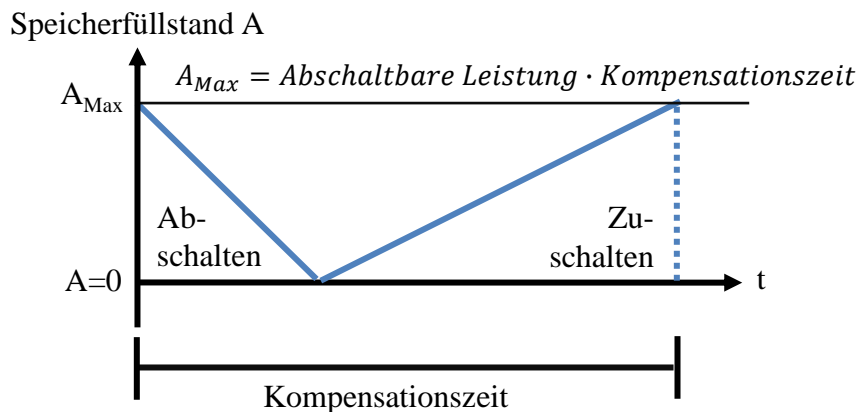 Speicherfüllstand A
A_Max = Abschaltbare Leistung · Kompensationszeit
A_Max
Ab-
schalten
Zu-
schalten
A=0
t
Kompensationszeit